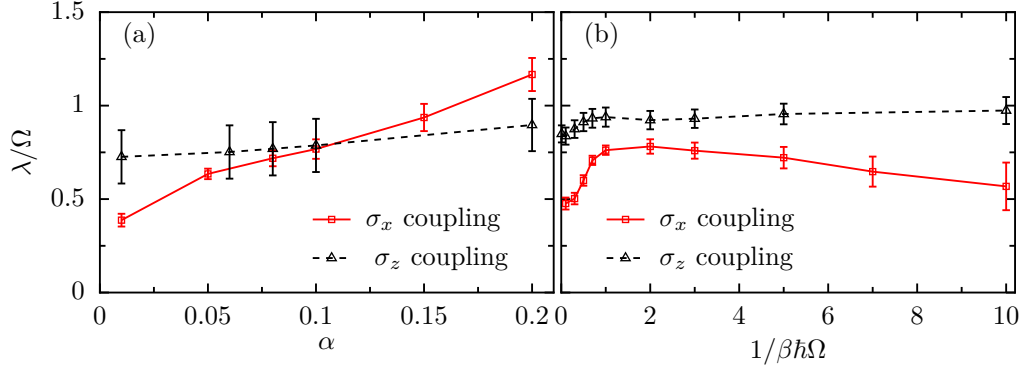 1.5
1
0.5
0
λ/Ω
(a)
σx coupling
σz coupling
0
0.05
0.1
0.15
0.2
α
(b)
σx coupling
σz coupling
0
2
4
6
8
10
1/βℏΩ